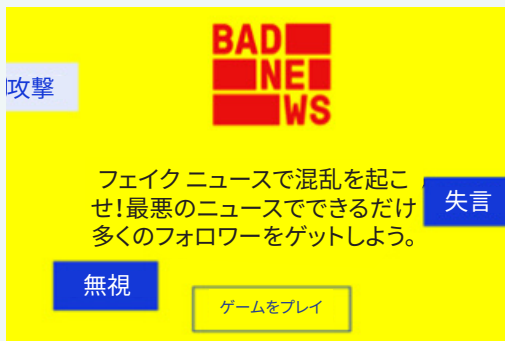 BAD
NE
WS
攻撃
フェイク ニュースで混乱を起こ
せ！最悪のニュースでできるだけ
多くのフォロワーをゲットしよう。
失言
無視
ゲームをプレイ